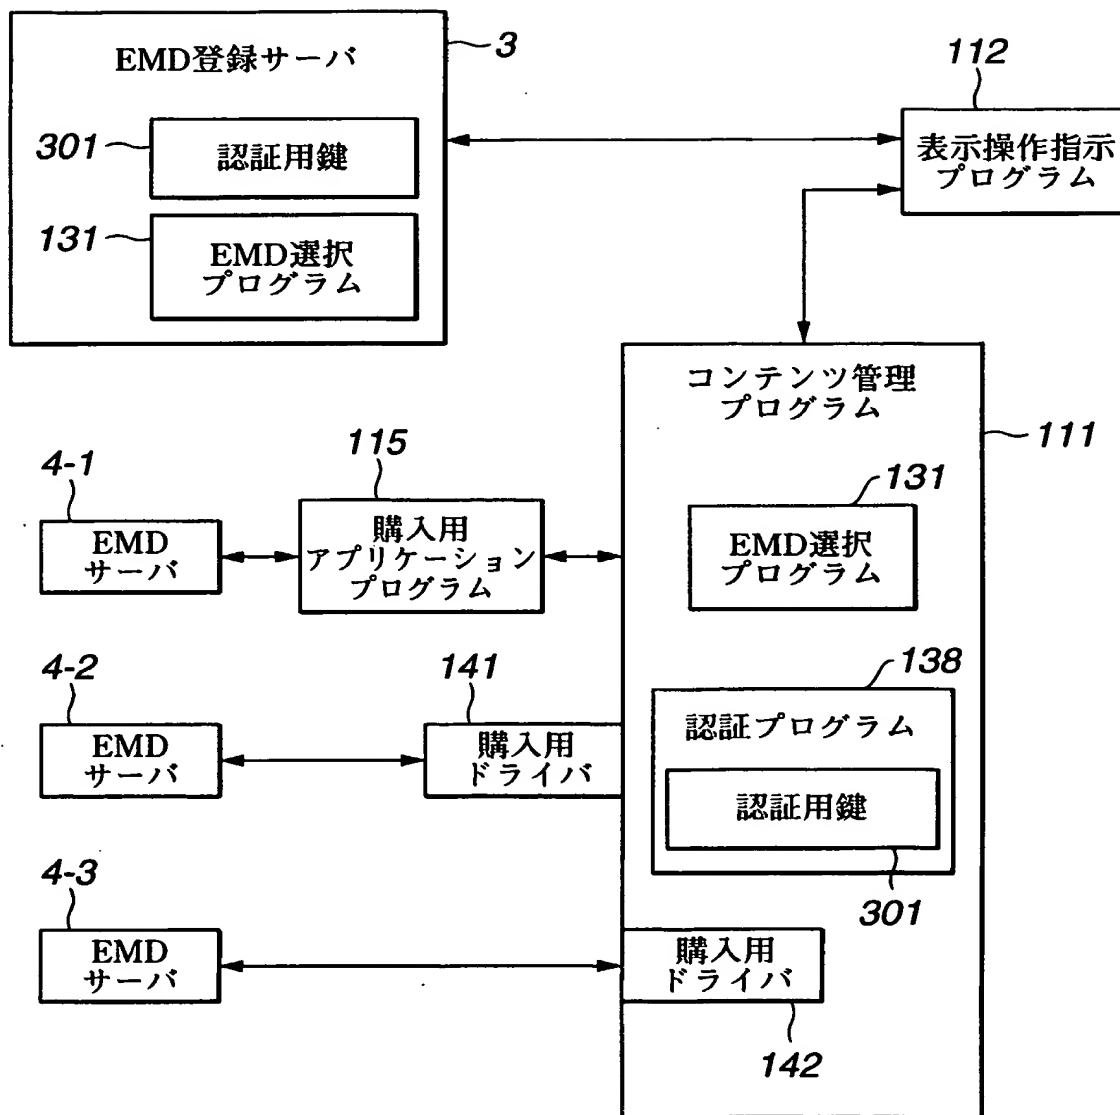 EMD登録サーバ
3
301
認証用鍵
131
EMD選択
プログラム
112
表示操作指示
プログラム
コンテンツ管理
プログラム
111
4-1
EMD
サーバ
115
購入用
アプリケーション
プログラム
131
EMD選択
プログラム
4-2
EMD
サーバ
141
購入用
ドライバ
138
認証プログラム
認証用鍵
301
4-3
EMD
サーバ
購入用
ドライバ
142